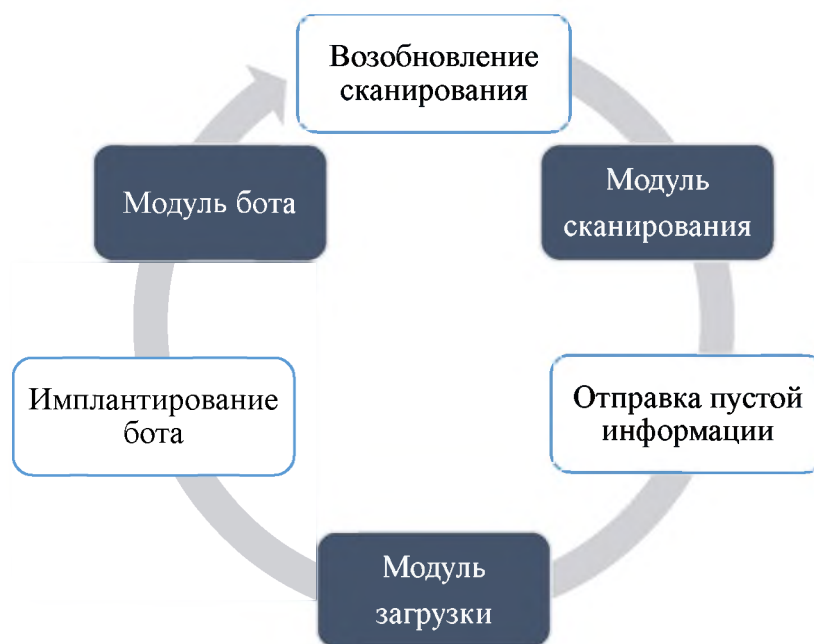 Возобновление
сканирования
Модуль
сканирования
Отправка пустой
информации
Модуль
загрузки
Имплантирование
бота
Модуль бота